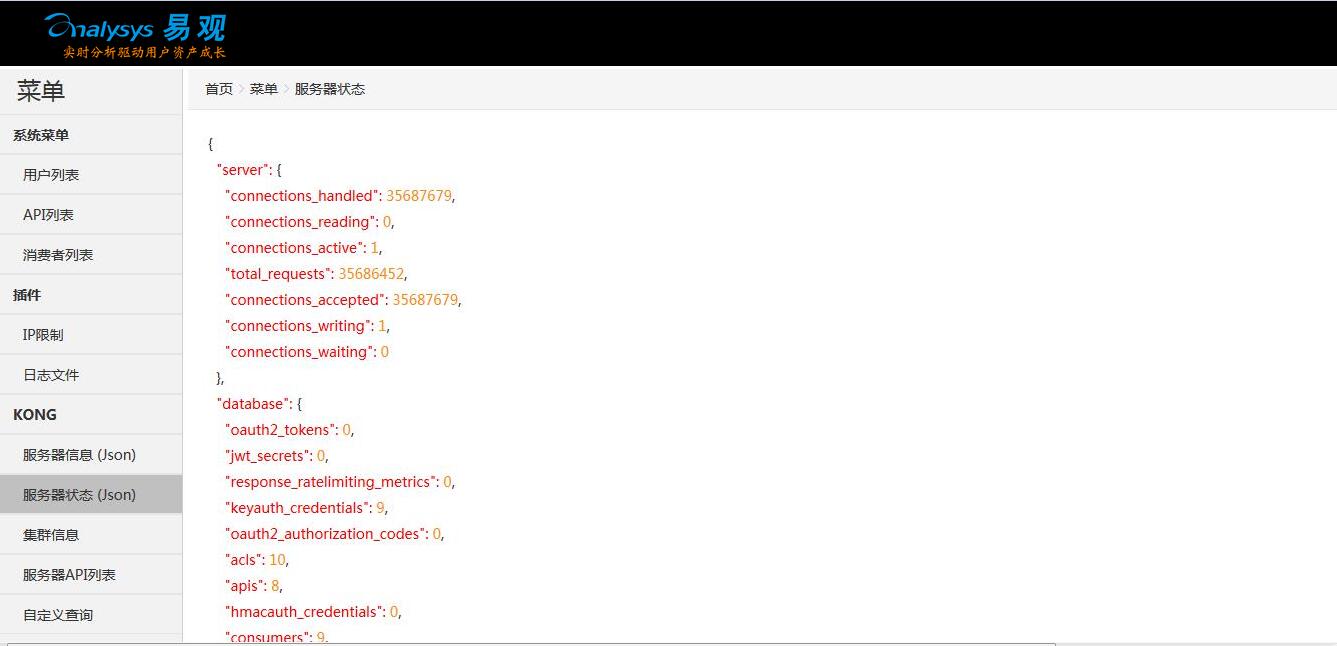 Analysys 易观
实时分析驱动用户资产成长
菜单
系统菜单
用户列表
API列表
消费者列表
插件
IP限制
日志文件
KONG
服务器信息 (Json)
服务器状态 (Json)
集群信息
服务器API列表
自定义查询
首页 > 菜单 > 服务器状态
{
"server": {
"connections_handled": 35687679,
"connections_reading": 0,
"connections_active": 1,
"total_requests": 35686452,
"connections_accepted": 35687679,
"connections_writing": 1,
"connections_waiting": 0
},
"database": {
"oauth2_tokens": 0,
"jwt_secrets": 0,
"response_ratelimiting_metrics": 0,
"keyauth_credentials": 9,
"oauth2_authorization_codes": 0,
"acls": 10,
"apis": 8,
"hmacauth_credentials": 0,
"consumers": 9,